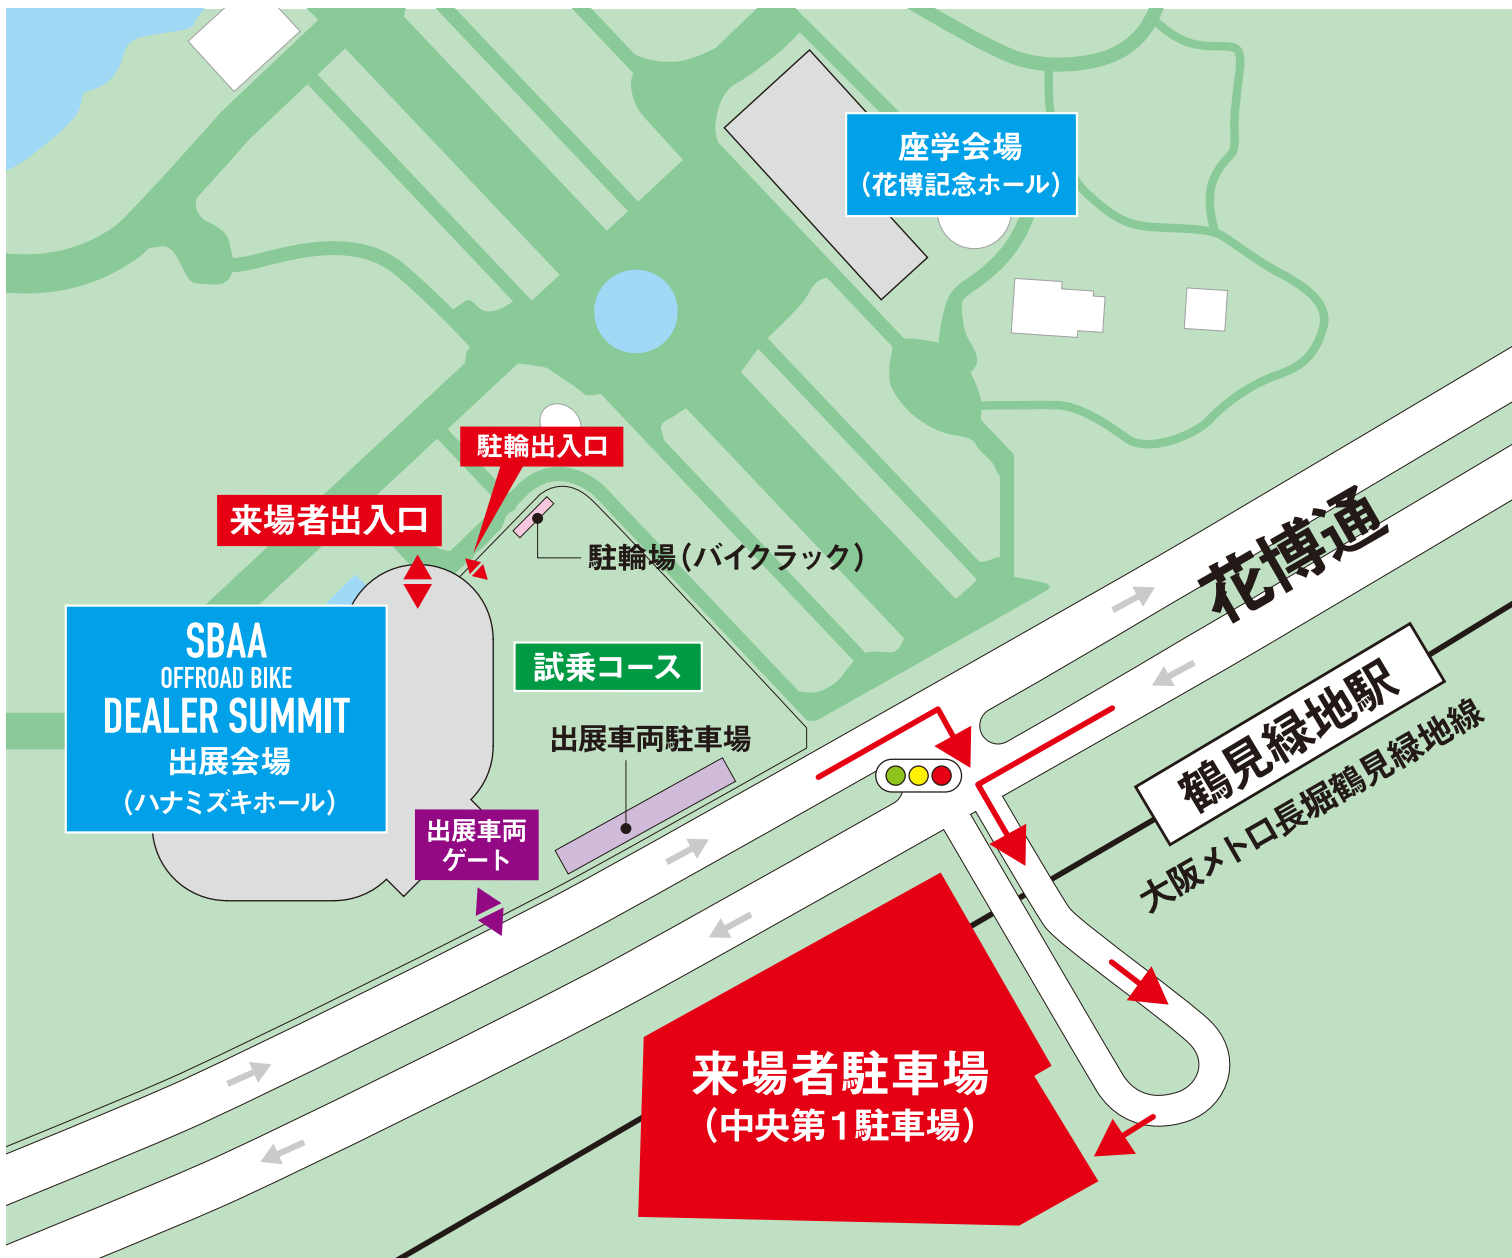 座学会場
（花博記念ホール）
駐輪出入口
来場者出入口
駐輪場（バイクラック）
花博通
SBAA
OFFROAD BIKE
DEALER SUMMIT
出展会場
（ハナミズキホール）
試乗コース
鶴見緑地駅
大阪メトロ長堀鶴見緑地線
出展車両駐車場
出展車両
ゲート
来場者駐車場
（中央第1駐車場）